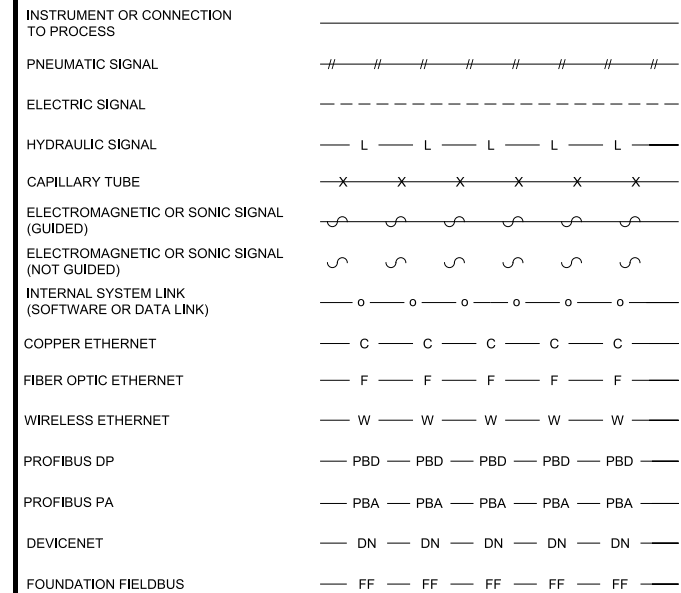 INSTRUMENT OR CONNECTION
TO PROCESS
PNEUMATIC SIGNAL // // // // // // // //
ELECTRIC SIGNAL
HYDRAULIC SIGNAL L L L L L
CAPILLARY TUBE X X X X X X
ELECTROMAGNETIC OR SONIC SIGNAL
(GUIDED)
ELECTROMAGNETIC OR SONIC SIGNAL
(NOT GUIDED)
INTERNAL SYSTEM LINK
(SOFTWARE OR DATA LINK) o o o o o o
COPPER ETHERNET C C C C C
FIBER OPTIC ETHERNET F F F F F
WIRELESS ETHERNET W W W W W
PROFIBUS DP PBD PBD PBD PBD PBD
PROFIBUS PA PBA PBA PBA PBA PBA
DEVICENET DN DN DN DN DN
FOUNDATION FIELDBUS FF FF FF FF FF